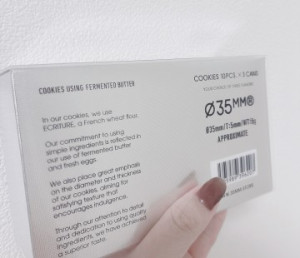 COOKIES USING FERMENTED BUTTER
In our cookies, we use
ECRITURE, a French wheat flour.
Our commitment to using
simple ingredients is reflected in
our use of fermented butter
and fresh eggs.
We also place great emphasis
on the diameter and thickness
of our cookies, aiming for
satisfying texture that
encourages indulgence.
Through our attention to detail
and dedication to using quality
ingredients, we have achieved
a superior taste.
COOKIES 12PCS. × 3 CANS
Ø35MM®
Ø35mm/T:5mm/WT:6g
APPROXIMATE